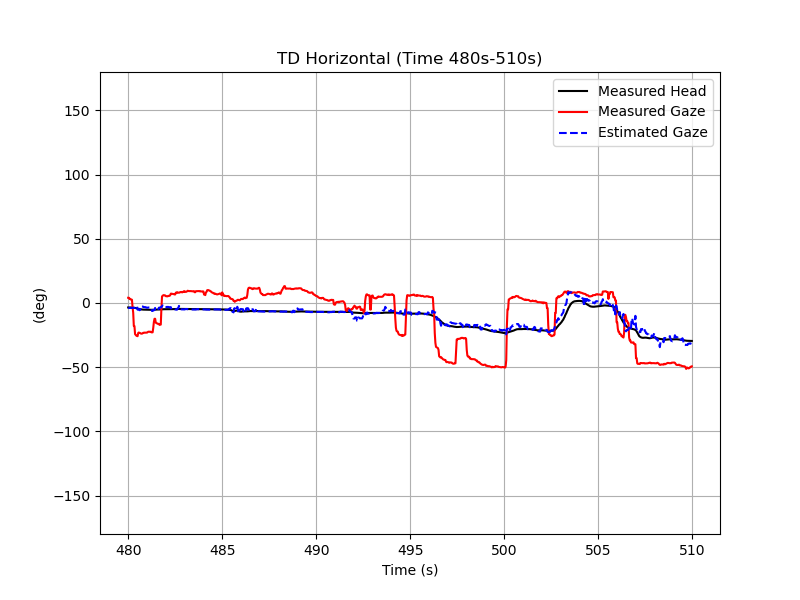 TD Horizontal (Time 480s-510s)
Measured Head
Measured Gaze
Estimated Gaze
150
100
50
0
−50
−100
−150
(deg)
480 485 490 495 500 505 510
Time (s)